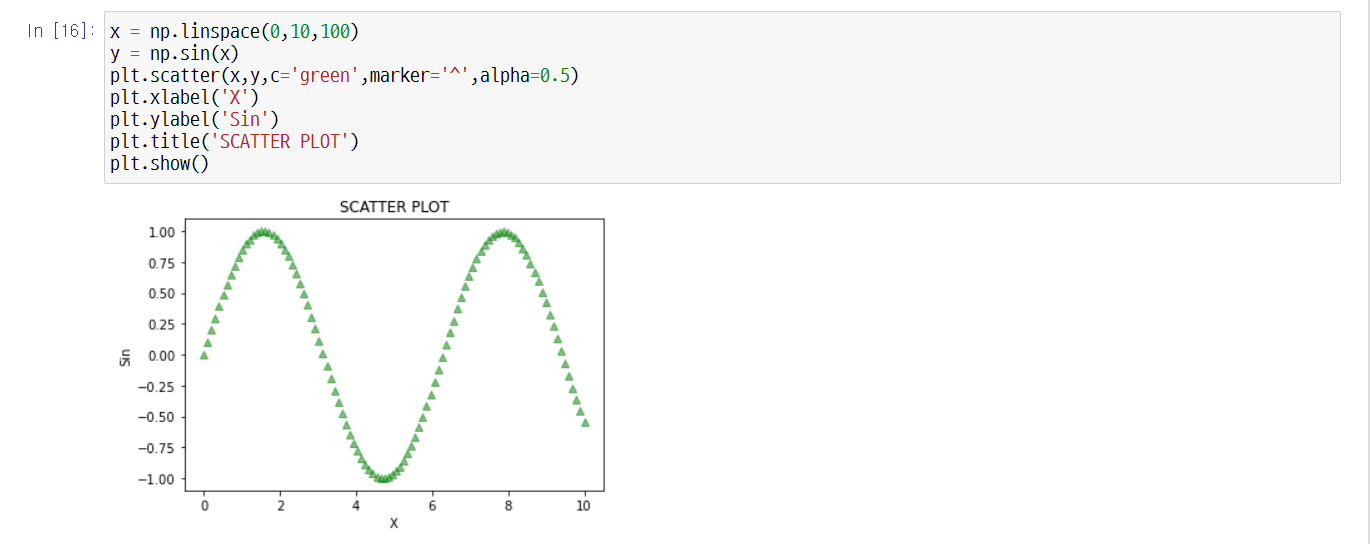 In [16]: x = np.linspace(0,10,100)
y = np.sin(x)
plt.scatter(x,y,c='green',marker='^',alpha=0.5)
plt.xlabel('X')
plt.ylabel('Sin')
plt.title('SCATTER PLOT')
plt.show()
SCATTER PLOT
1.00
0.75
0.50
0.25
0.00
−0.25
−0.50
−0.75
−1.00
Sin
0 2 4 6 8 10
X